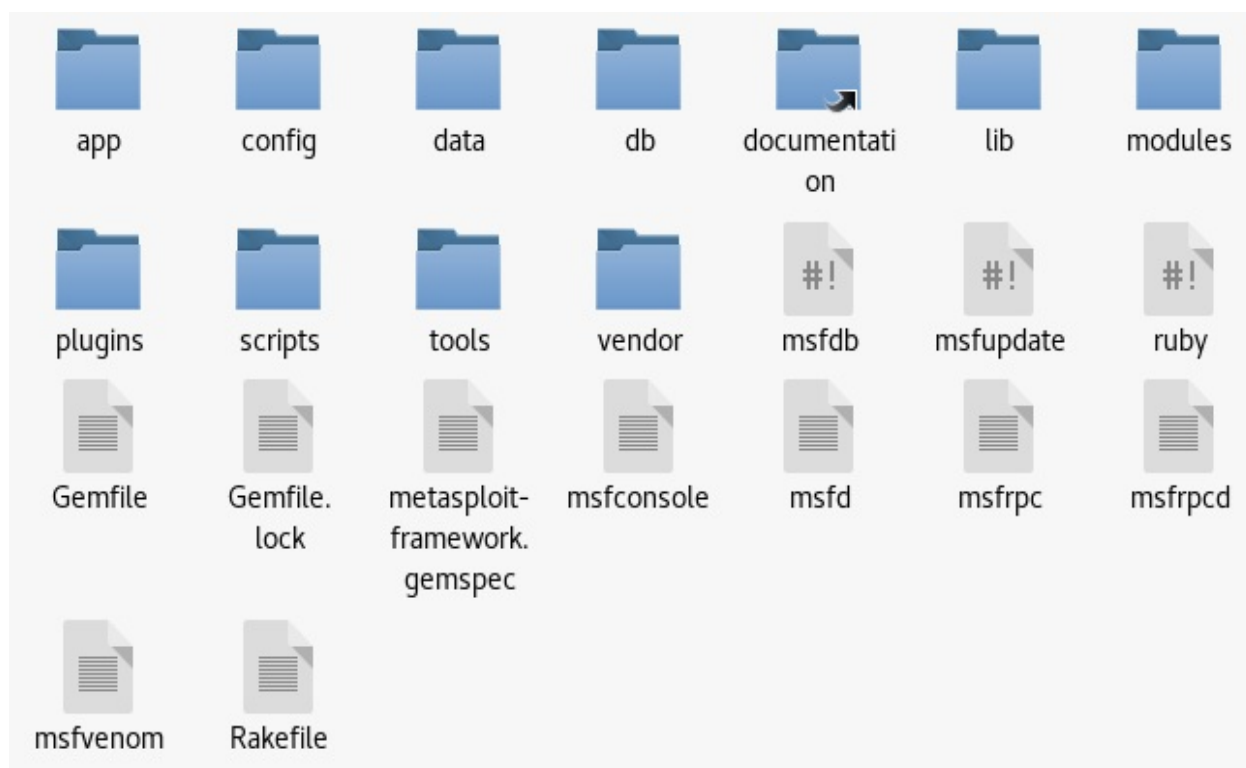 app config data db documentati lib modules
on
#! #! #!
plugins scripts tools vendor msfdb msfupdate ruby
Gemfile Gemfile. metasploit- msfconsole msfd msfrpc msfrpcd
lock framework.
gemspec
msfvenom Rakefile